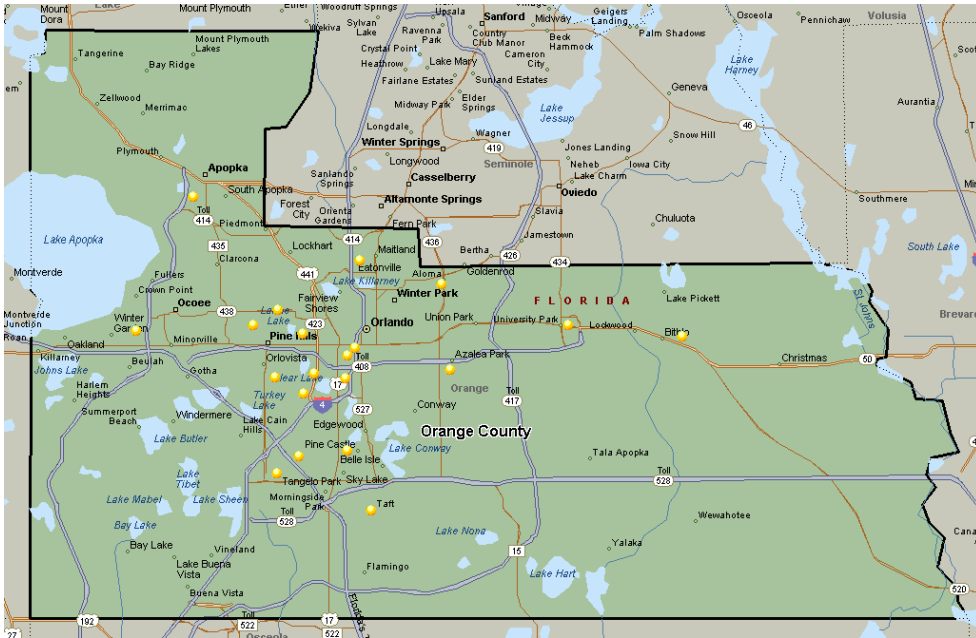 Mount
Dora
Lake
Mount Plymouth
Woodruff Springs
Wekiva
Sylvan
Lake
Upsala
Ravenna
Park
Sanford
Country
Club Manor
Midway
Geigers
Landing
Osceola
Pennichaw
Volusia
Palm Shadows
Beck
Hammock
Tangerine
Mount Plymouth
Lakes
Bay Ridge
Crystal Point
Heathrow
Lake Mary
Cameron
City
Fairlane Estates
Sunland Estates
Lake
Harney
Geneva
Zellwood
Merrimac
Midway Park
Elder
Springs
Lake
Jessup
Aurantia
46
Longdale
Wagner
Snow Hill
Plymouth
Winter Springs
419
Jones Landing
Longwood
Seminole
Neheb
Iowa City
Lake Charm
Apopka
Sanlando
Springs
Casselberry
Oviedo
South Apopka
Forest
City
Altamonte Springs
Southmere
Toll
414
Piedmont
Orienta
Gardens
Fern Park
Slavia
Chuluota
Jamestown
Lake Apopka
435
Lockhart
414
Maitland
436
Bertha
426
434
South Lake
Clarcona
Eatonville
Aloma
Goldenrod
Montverde
Fullers
441
Lake Killarney
Crown Point
Ocoee
Fairview
Shores
Winter Park
FLORIDA
Lake Pickett
St. Johns
Montverde
Junction
Winter
Garden
438
Lake
423
Orlando
Union Park
University Park
Lockwood
Bithlo
Brevard
Roan
Oakland
Minorville
Pine Hills
Killarney
Johns Lake
Beulah
Gotha
Orlovista
Toll
408
Azalea Park
Christmas
50
Clear Lake
17
Orange
Harlem
Heights
Turkey
Lake
4
527
Conway
Toll
417
Summerport
Beach
Windermere
Lake Cain
Hills
Edgewood
Orange County
Lake Butler
Pine Castle
Lake Conway
Belle Isle
Tala Apopka
Lake
Tibet
Tangelo Park
Sky Lake
Toll
528
Lake Mabel
Lake Sheen
Morningside
Park
Taft
Wewahotee
Bay Lake
Toll
528
Lake Nona
Bay Lake
Vineland
15
Yalaka
Lake Buena
Vista
Flamingo
Lake Hart
Buena Vista
520
192
Toll
522
17
522
Osceola
27